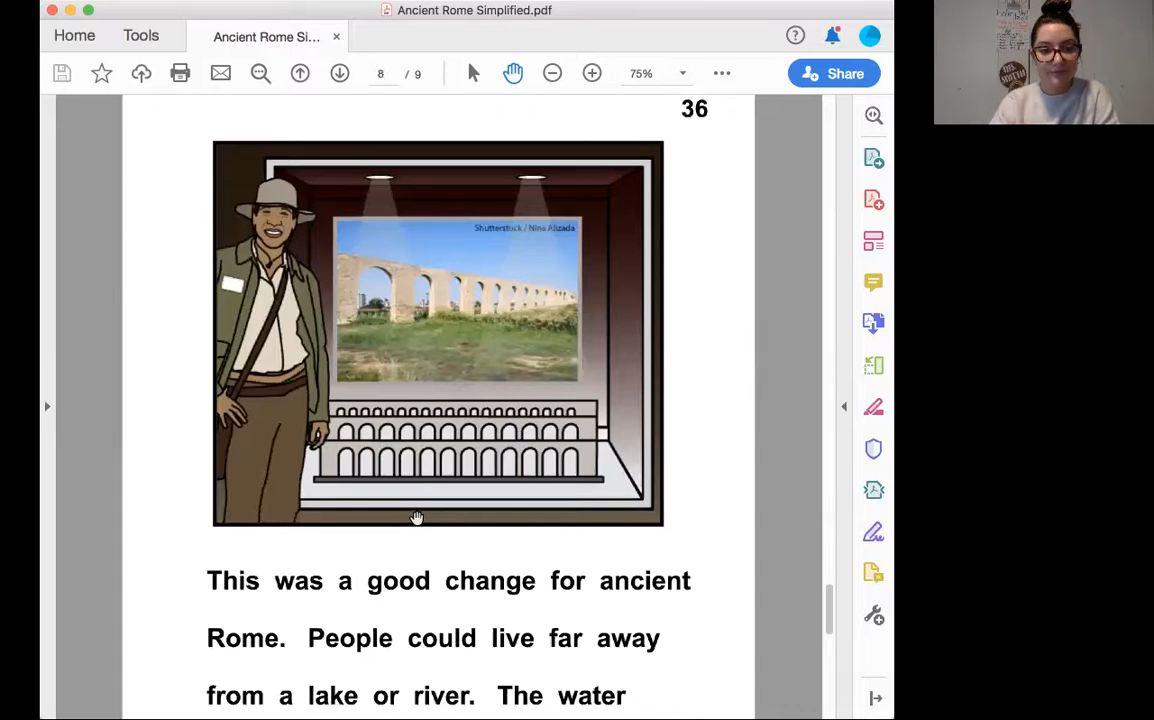 Ancient Rome Simplified.pdf
Home Tools Ancient Rome Si... ×
8 / 9 75% Share
36
Shutterstock / Nina Alizada
This was a good change for ancient
Rome. People could live far away
from a lake or river. The water